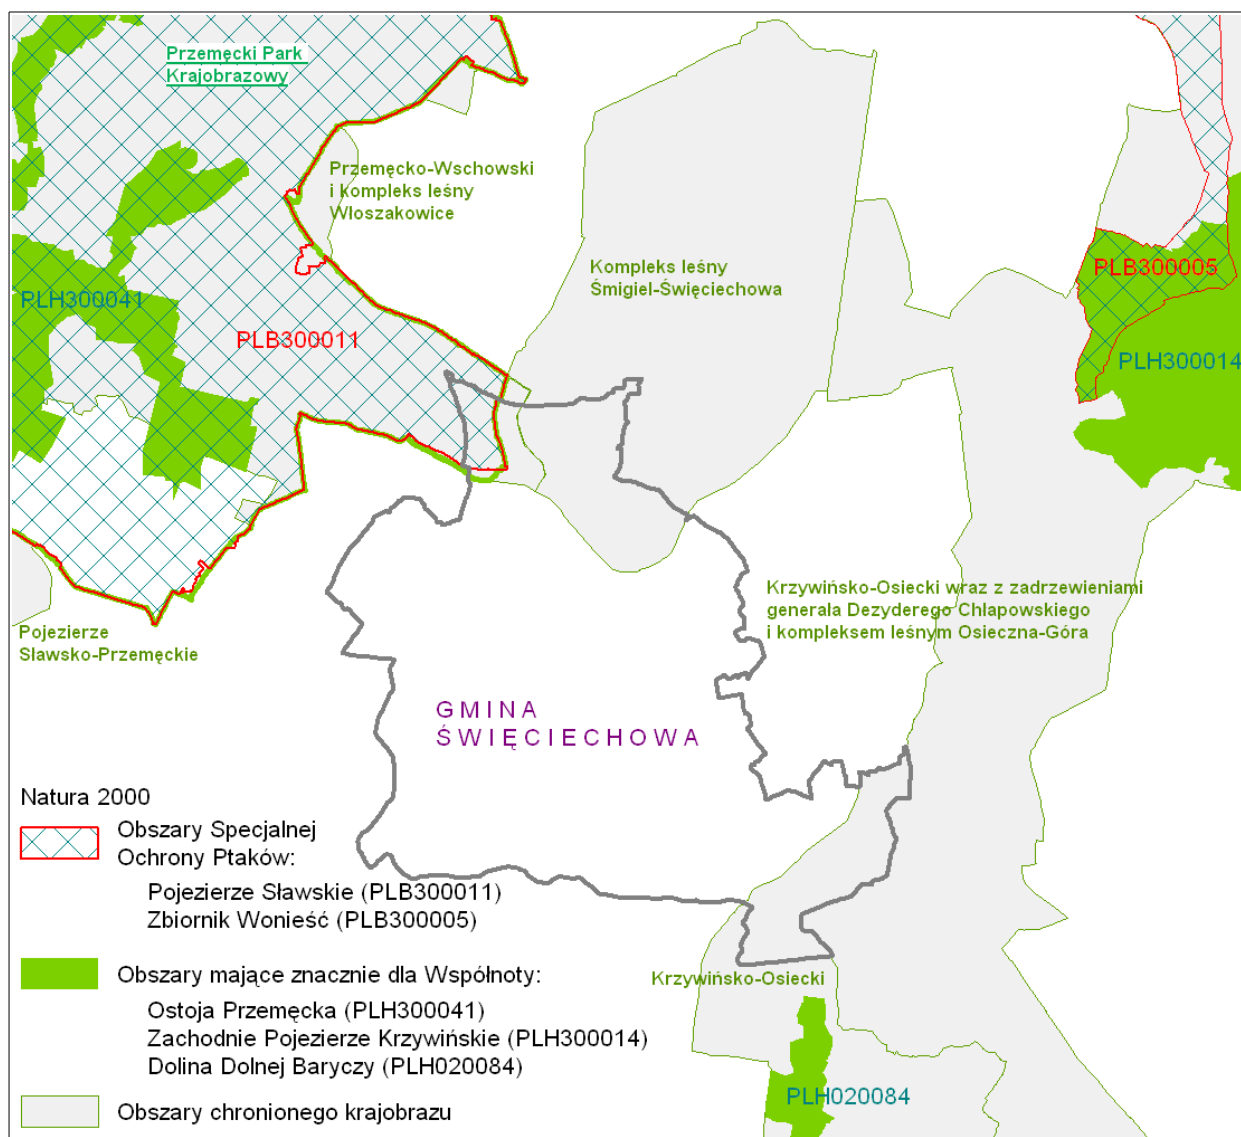 Przemęcki Park
Krajobrazowy
Przemęcko-Wschowski
i kompleks leśny
Włoszakowice
Kompleks leśny
Śmigiel-Święciechowa
PLB300005
PLH300041
PLB300011
PLH300014
Krzywińsko-Osiecki wraz z zadrzewieniami
generała Dezyderego Chłapowskiego
i kompleksem leśnym Osieczna-Góra
Pojezierze
Sławsko-Przemęckie
GMINA
ŚWIĘCIECHOWA
Natura 2000
Obszary Specjalnej
Ochrony Ptaków:
Pojezierze Sławskie (PLB300011)
Zbiornik Wonieść (PLB300005)
Obszary mające znacznie dla Wspólnoty:
Ostoja Przemęcka (PLH300041)
Zachodnie Pojezierze Krzywińskie (PLH300014)
Dolina Dolnej Baryczy (PLH020084)
Obszary chronionego krajobrazu
Krzywińsko-Osiecki
PLH020084